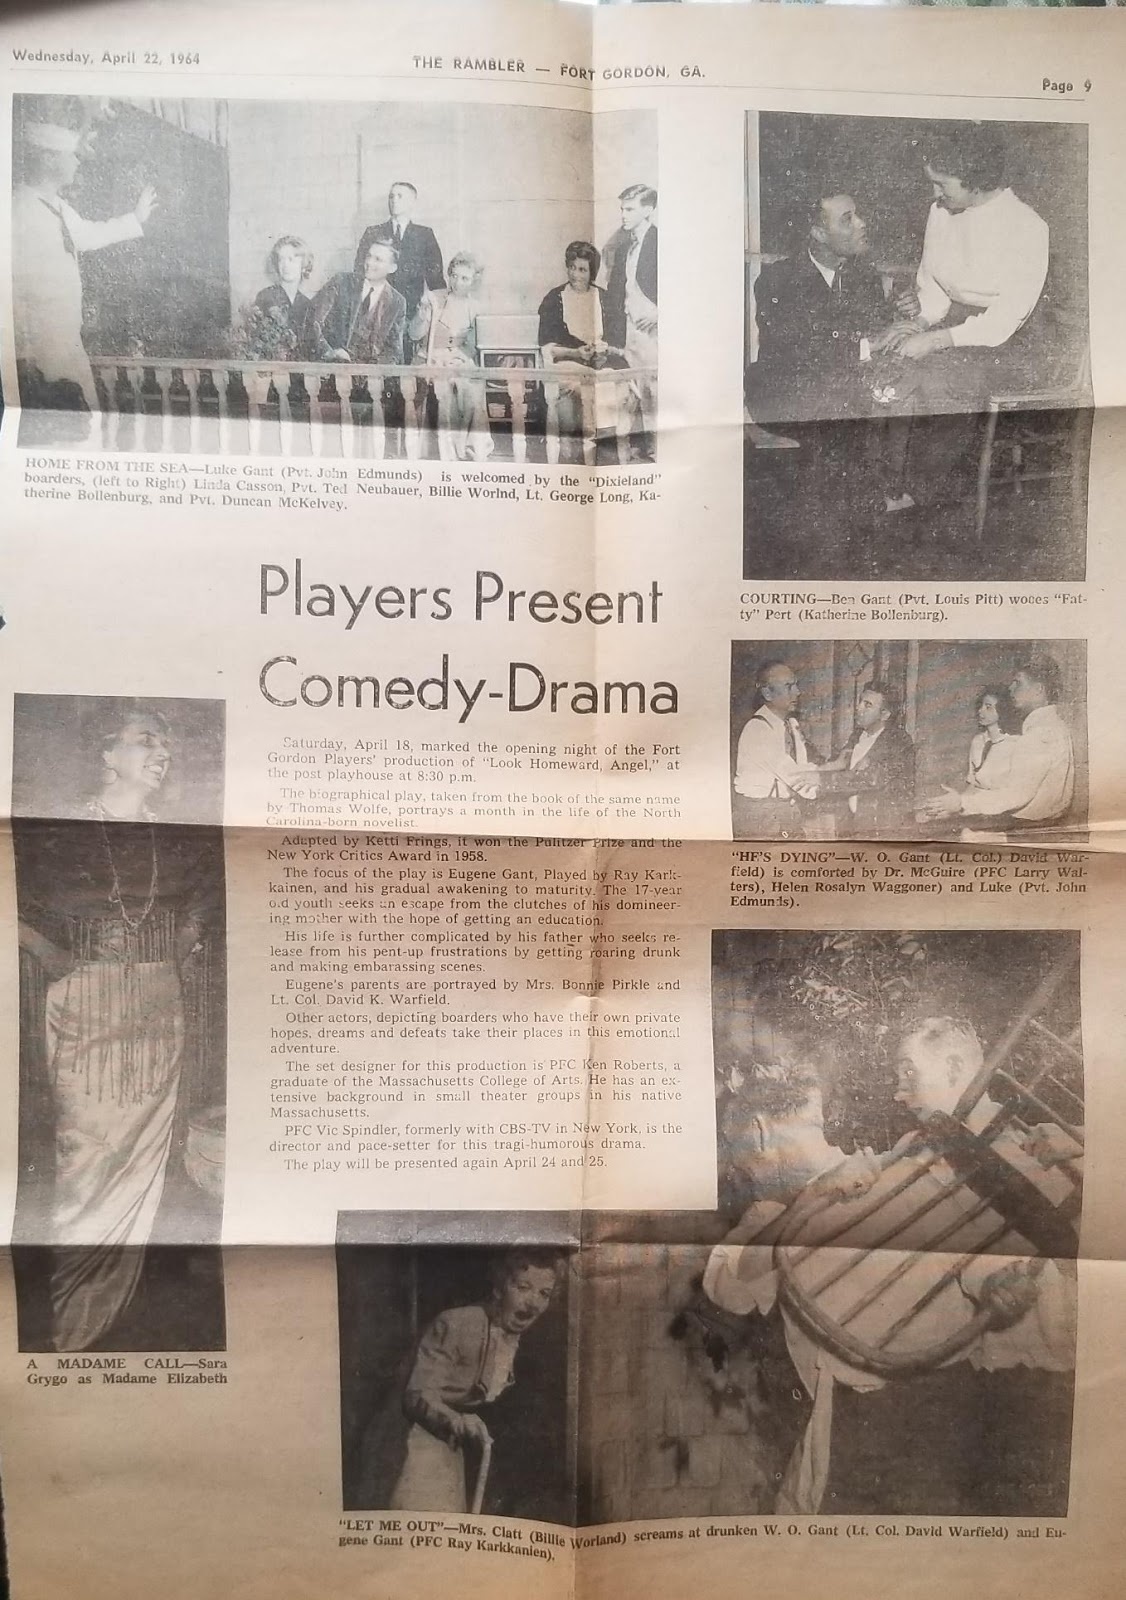 Wednesday, April 22, 1964
THE RAMBLER — FORT GORDON, GA.
Page 9
HOME FROM THE SEA—Luke Gant (Pvt. John Edmunds) is welcomed by the "Dixieland"
boarders, (left to Right) Linda Casson, Pvt. Ted Neubauer, Billie Worlnd, Lt. George Long, Ka-
therine Bollenburg, and Pvt. Duncan McKelvey.
COURTING—Ben Gant (Pvt. Louis Pitt) wooes "Fat-
ty" Pert (Katherine Bollenburg).
Players Present
Comedy-Drama
Saturday, April 18, marked the opening night of the Fort
Gordon Players' production of "Look Homeward, Angel," at
the post playhouse at 8:30 p.m.
The biographical play, taken from the book of the same name
by Thomas Wolfe, portrays a month in the life of the North
Carolina-born novelist.
Adapted by Ketti Frings, it won the Pulitzer Prize and the
New York Critics Award in 1958.
The focus of the play is Eugene Gant, Played by Ray Kark-
kainen, and his gradual awakening to maturity. The 17-year
old youth seeks an escape from the clutches of his domineer-
ing mother with the hope of getting an education.
His life is further complicated by his father who seeks re-
lease from his pent-up frustrations by getting roaring drunk
and making embarassing scenes.
Eugene's parents are portrayed by Mrs. Bonnie Pirkle and
Lt. Col. David K. Warfield.
Other actors, depicting boarders who have their own private
hopes, dreams and defeats take their places in this emotional
adventure.
The set designer for this production is PFC Ken Roberts, a
graduate of the Massachusetts College of Arts. He has an ex-
tensive background in small theater groups in his native
Massachusetts.
PFC Vic Spindler, formerly with CBS-TV in New York, is the
director and pace-setter for this tragi-humorous drama.
The play will be presented again April 24 and 25.
"HE'S DYING"—W. O. Gant (Lt. Col.) David War-
field) is comforted by Dr. McGuire (PFC Larry Wal-
ters), Helen Rosalyn Waggoner) and Luke (Pvt. John
Edmunds).
A MADAME CALL—Sara
Grygo as Madame Elizabeth
"LET ME OUT"—Mrs. Clatt (Billie Worland) screams at drunken W. O. Gant (Lt. Col. David Warfield) and Eu-
gene Gant (PFC Ray Karkkanien).